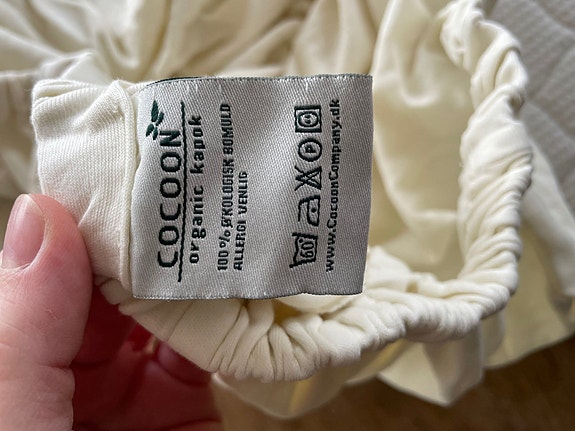 COCOON
organic kapok
100% ØKOLOGISK BOMULD
ALLERGI VENLIG
www.CocoonCompany.dk